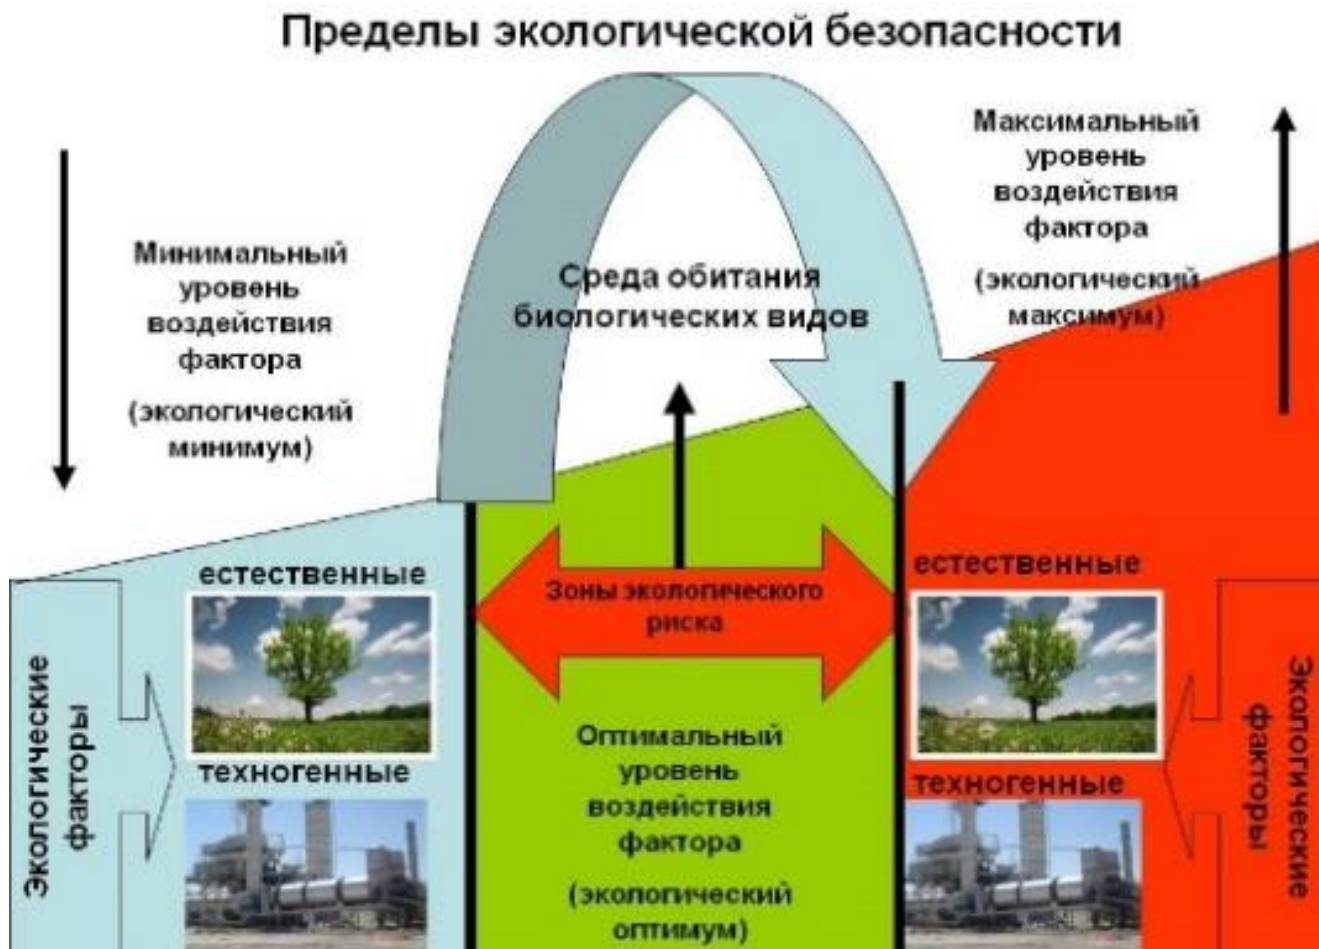 Пределы экологической безопасности
Минимальный
уровень
воздействия
фактора
(экологический
минимум)
Среда обитания
биологических видов
Максимальный
уровень
воздействия
фактора
(экологический
максимум)
Экологические
факторы
естественные
техногенные
Зоны экологического
риска
Оптимальный
уровень
воздействия
фактора
(экологический
оптимум)
естественные
техногенные
Экологические
факторы